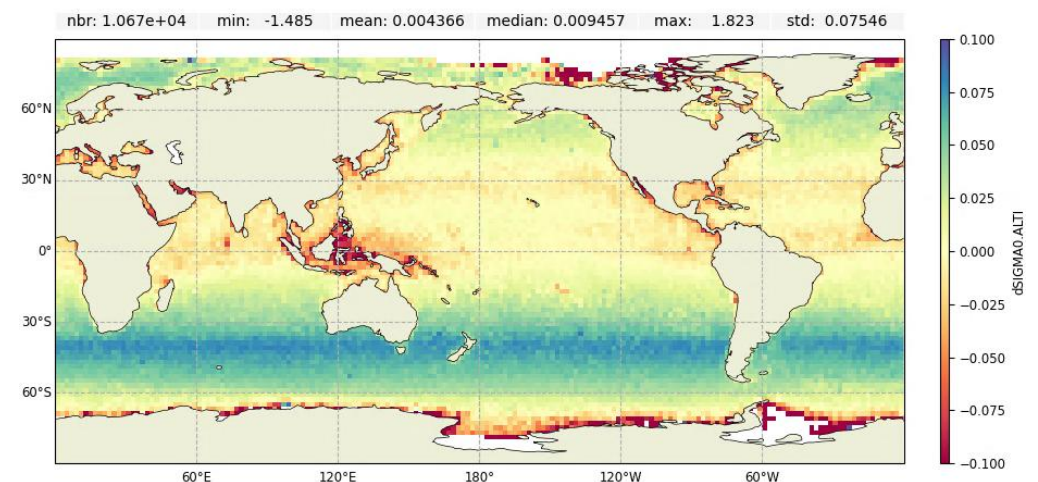 nbr: 1.067e+04 min: -1.485 mean: 0.004366 median: 0.009457 max: 1.823 std: 0.07546
0.100
0.075
0.050
0.025
0.000
−0.025
−0.050
−0.075
−0.100
dSIGMA0.ALTI
60°N
30°N
0°
30°S
60°S
60°E 120°E 180° 120°W 60°W